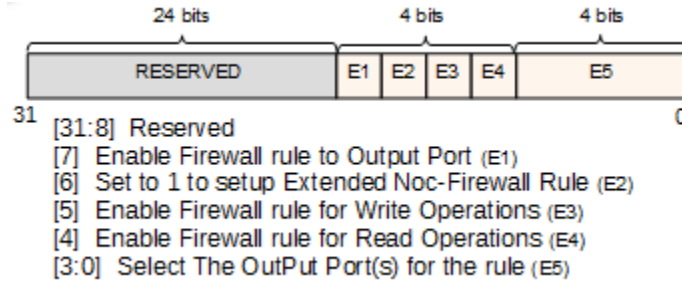 24 bits 4 bits 4 bits
RESERVED E1 E2 E3 E4 E5
31 0
[31:8] Reserved
[7] Enable Firewall rule to Output Port (E1)
[6] Set to 1 to setup Extended Noc-Firewall Rule (E2)
[5] Enable Firewall rule for Write Operations (E3)
[4] Enable Firewall rule for Read Operations (E4)
[3:0] Select The OutPut Port(s) for the rule (E5)